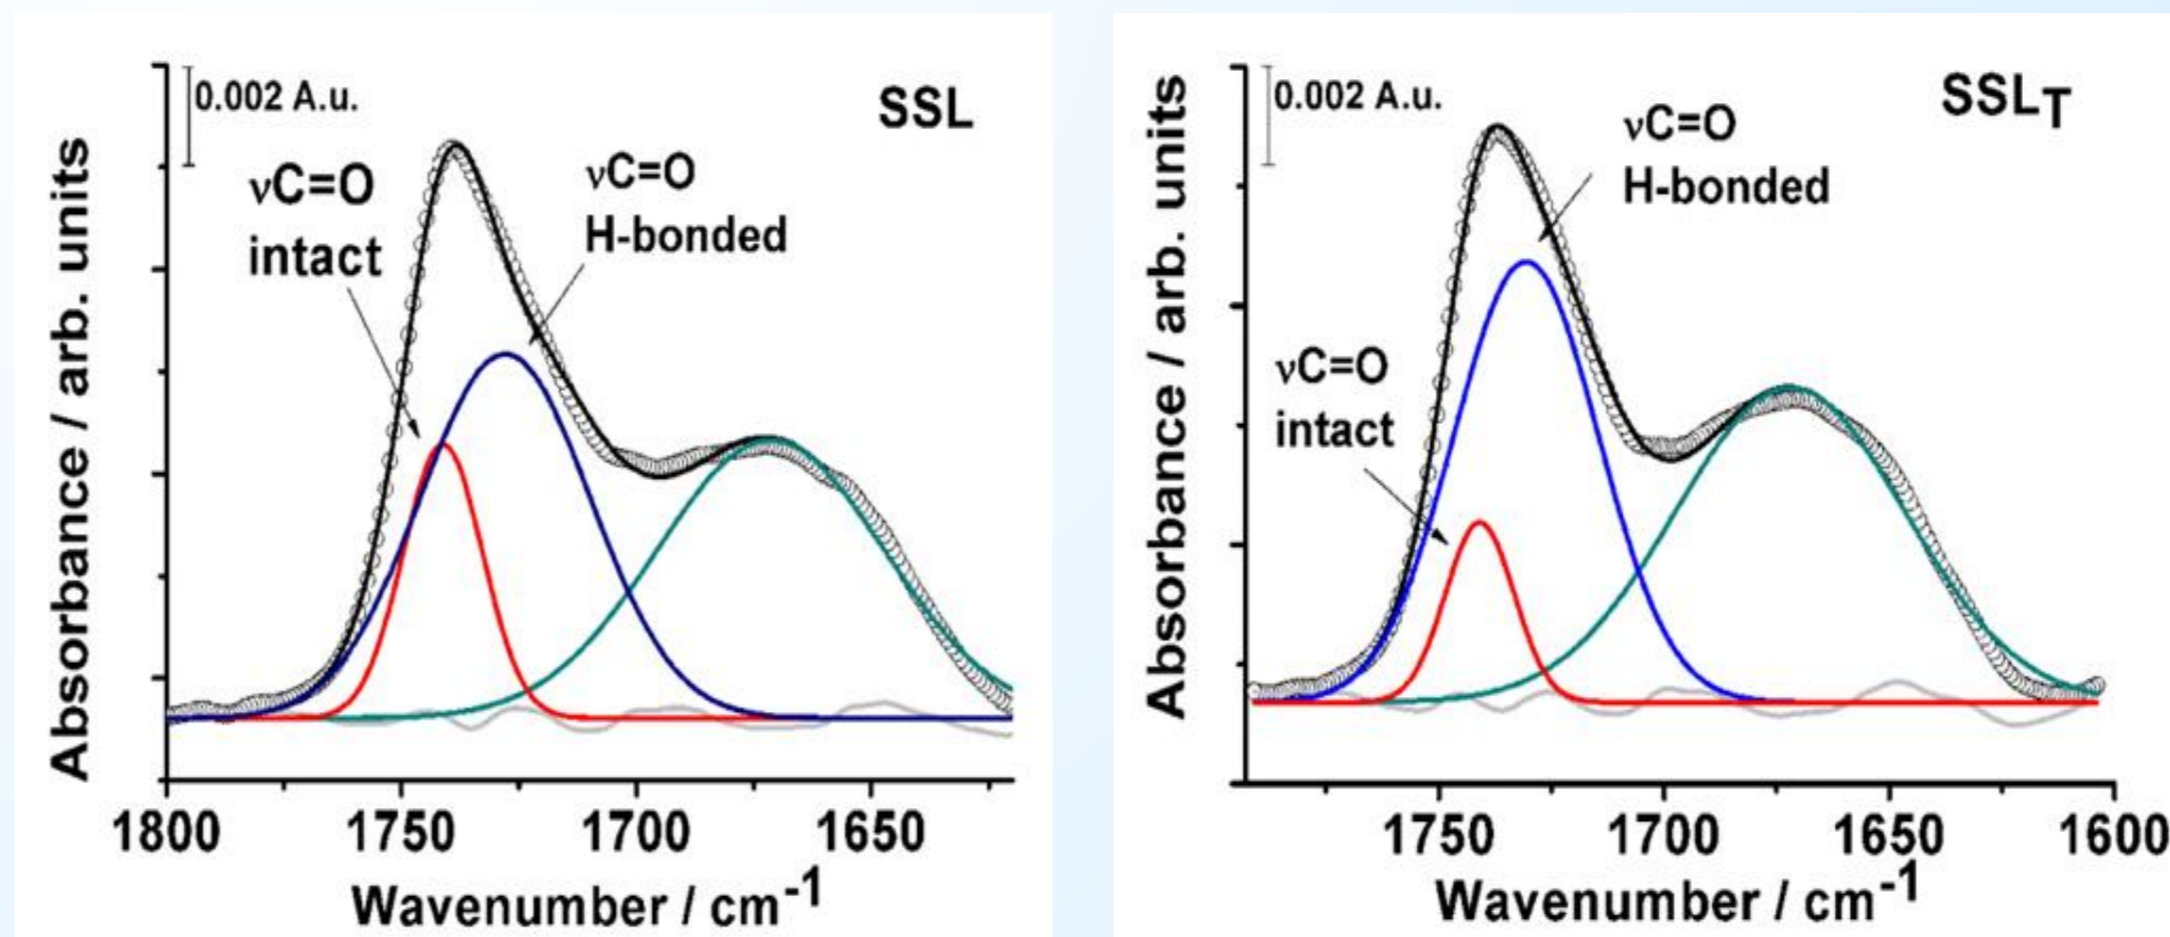 0.002 A.u.
SSL
νC=O
intact
νC=O
H-bonded
Absorbance / arb. units
1800
1750
1700
1650
Wavenumber / cm-1
0.002 A.u.
SSLT
νC=O
H-bonded
νC=O
intact
Absorbance / arb. units
1750
1700
1650
1600
Wavenumber / cm-1